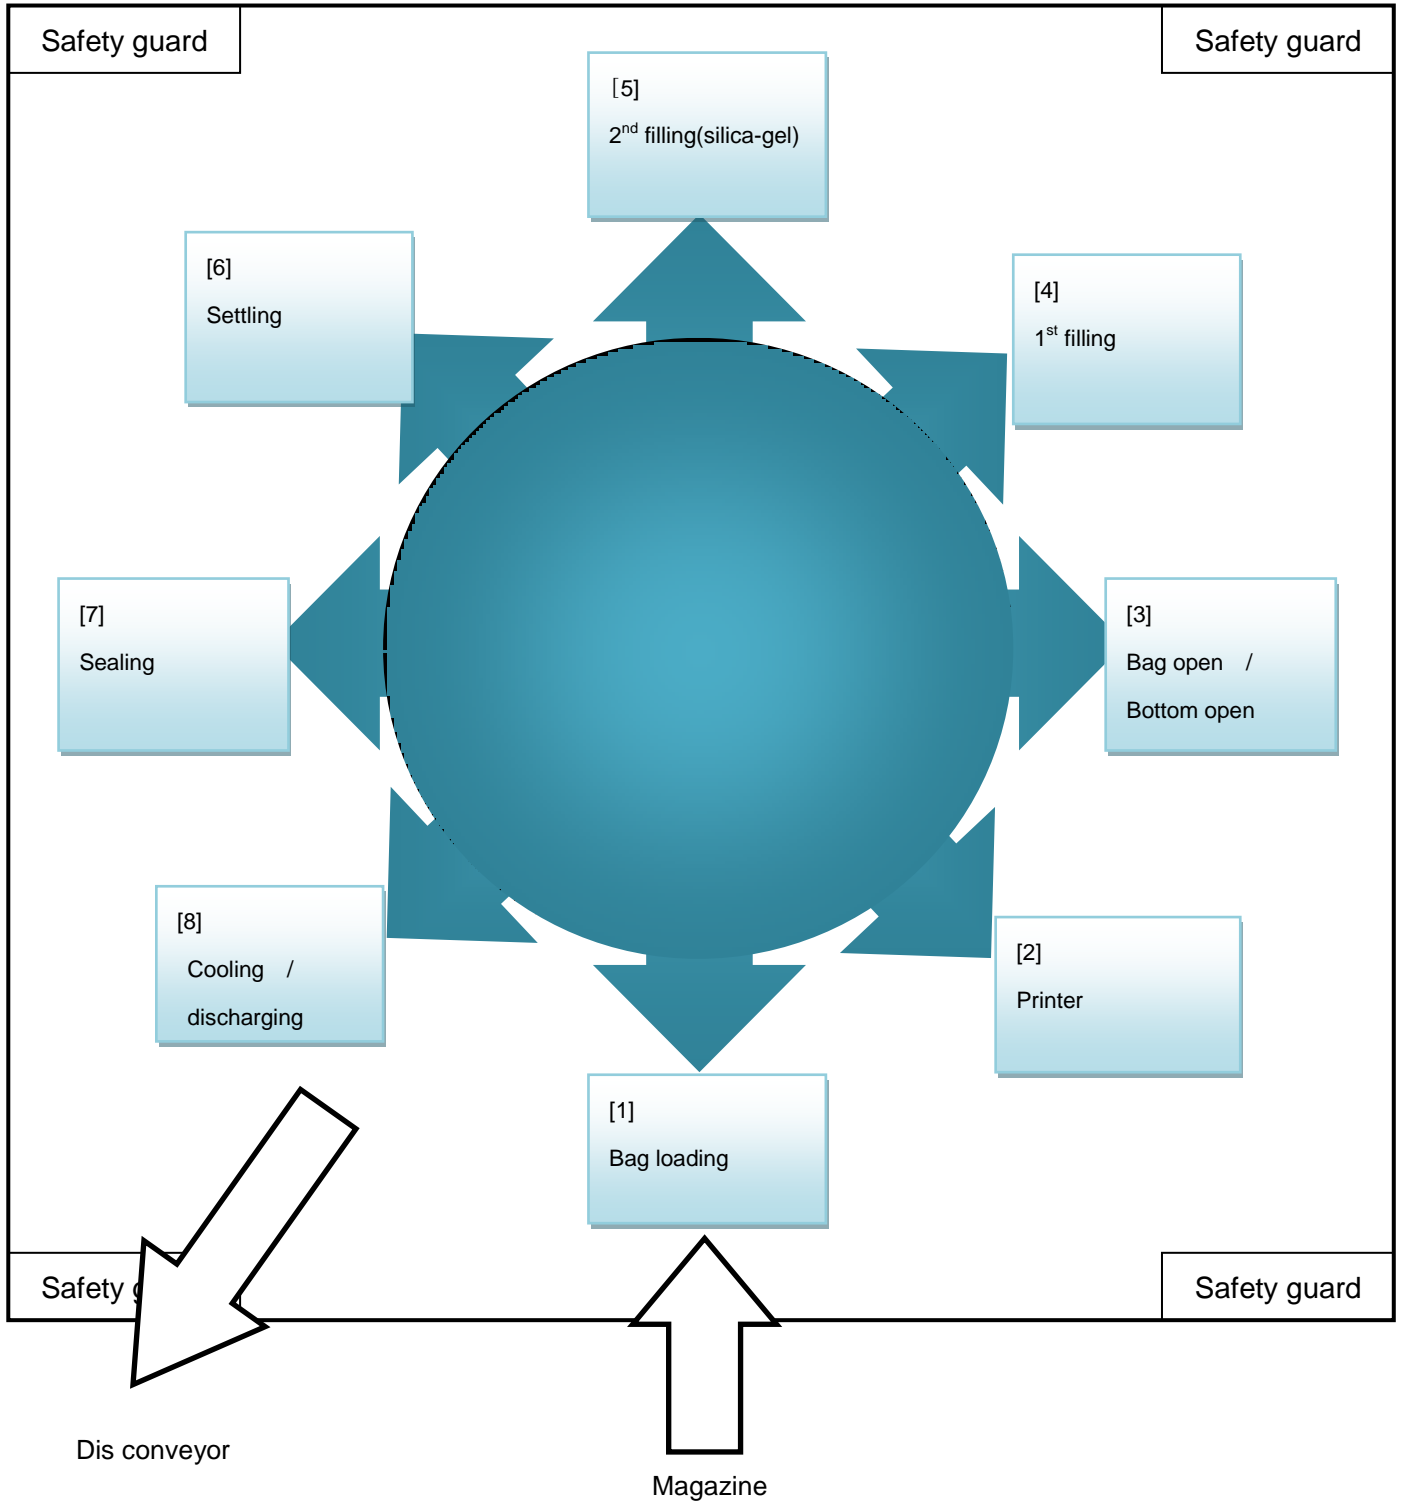 Safety guard
Safety guard
[5]
2nd filling(silica-gel)
[6]
Settling
[4]
1st filling
[7]
Sealing
[3]
Bag open /
Bottom open
[8]
Cooling /
discharging
[2]
Printer
[1]
Bag loading
Safety
Safety guard
Dis conveyor
Magazine